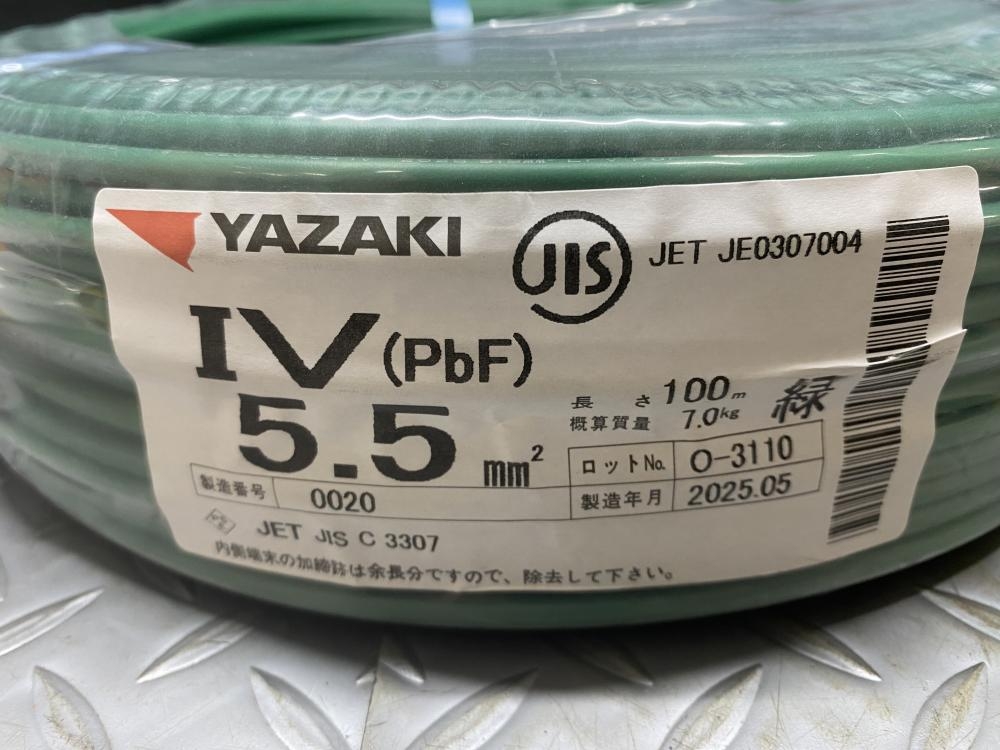 YAZAKI
JIS
JET JE0307004
IV (PbF)
5.5 mm²
長さ 100m
概算質量 7.0kg
緑
ロットNo. O-3110
製造年月 2025.05
製造番号 0020
JET JIS C 3307
内側端末の加締跡は余長分ですので、除去して下さい。